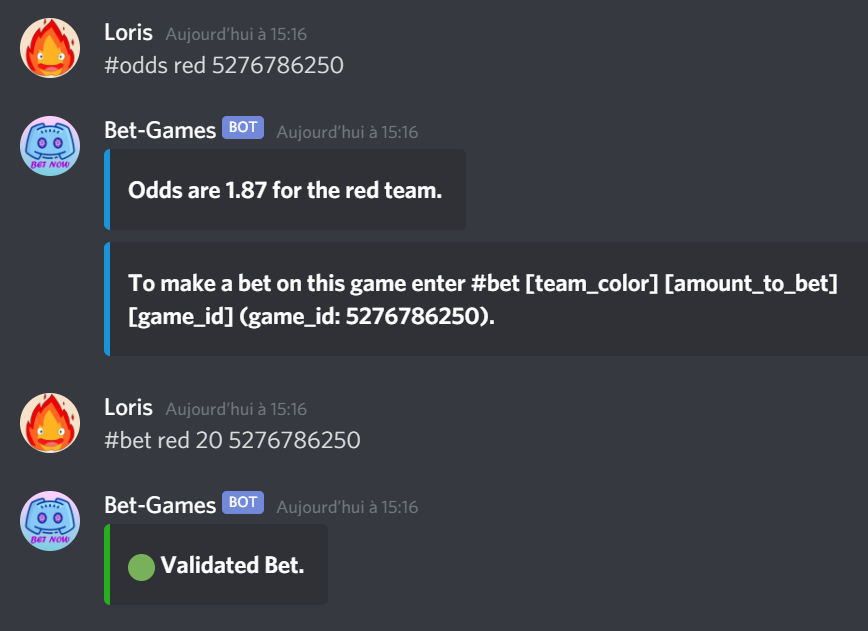 Loris Aujourd'hui à 15:16
#odds red 5276786250
Bet-Games BOT Aujourd'hui à 15:16
BET NOW
Odds are 1.87 for the red team.
To make a bet on this game enter #bet [team_color] [amount_to_bet]
[game_id] (game_id: 5276786250).
Loris Aujourd'hui à 15:16
#bet red 20 5276786250
Bet-Games BOT Aujourd'hui à 15:16
BET NOW
Validated Bet.